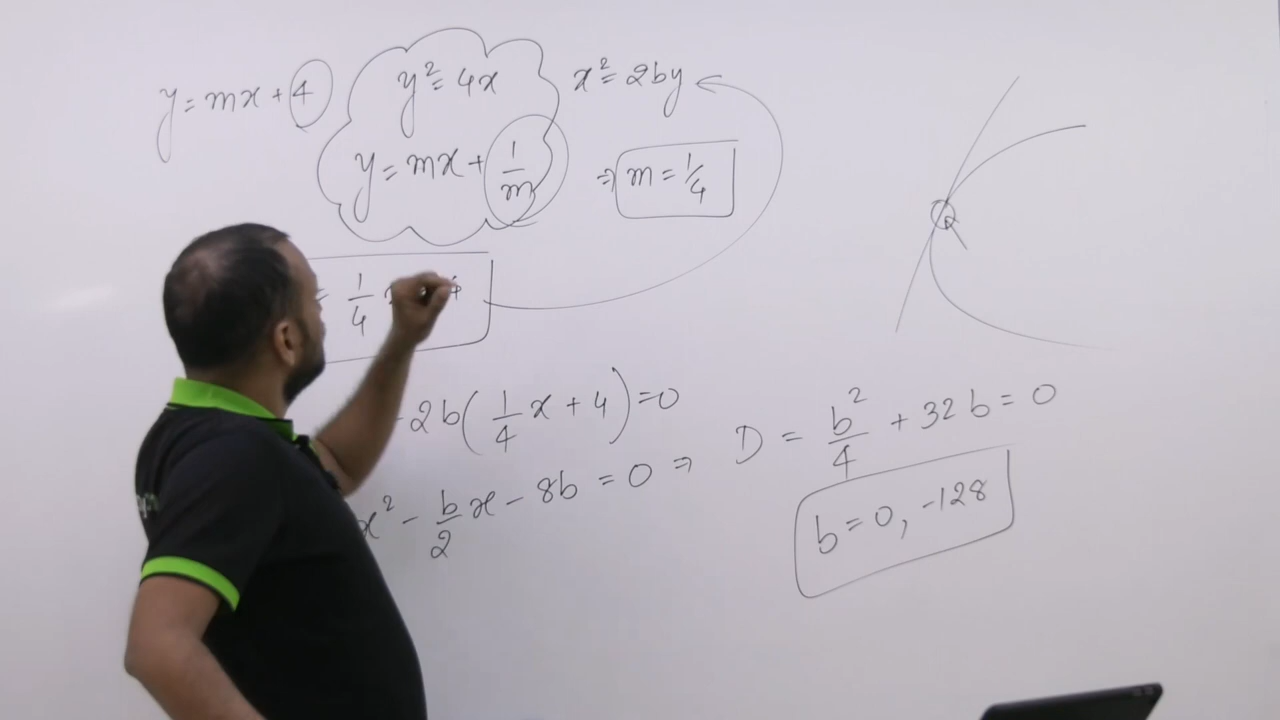 y = mx + 4
y² = 4x
x² = 2by
y = mx + 1/m
⇒ m = 1/4
= 1/4 x + 4
- 2b(1/4 x + 4) = 0
x² - b/2 x - 8b = 0 ⇒
D = b²/4 + 32b = 0
b = 0, -128